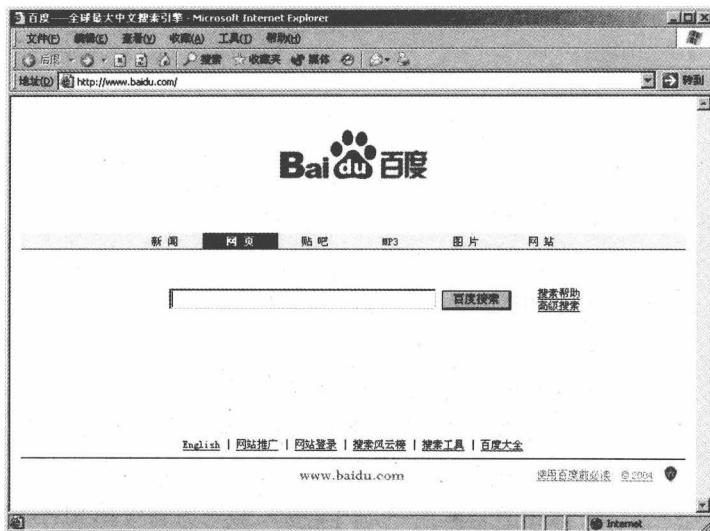 百度——全球最大中文搜索引擎 - Microsoft Internet Explorer
文件(F) 编辑(E) 查看(V) 收藏(A) 工具(T) 帮助(H)
后退 搜索 收藏夹 媒体
地址(D) http://www.baidu.com/ 转到
Bai du 百度
新闻 网页 贴吧 MP3 图片 网站
百度搜索 搜索帮助
高级搜索
English | 网站推广 | 网站登录 | 搜索风云榜 | 搜索工具 | 百度大全
www.baidu.com 使用百度前必读 © 2004
Internet